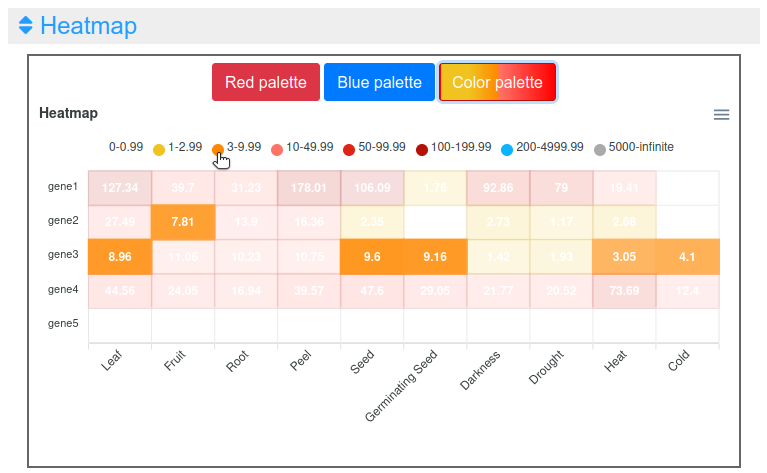 Heatmap
Red palette Blue palette Color palette
Heatmap
0-0.99 1-2.99 3-9.99 10-49.99 50-99.99 100-199.99 200-4999.99 5000-infinite
gene1 127.34 39.7 31.23 178.01 106.09 1.76 92.86 79 19.41
gene2 27.49 7.81 13.9 16.36 2.35 2.73 1.17 2.68
gene3 8.96 11.06 10.23 10.75 9.6 9.16 1.42 1.93 3.05 4.1
gene4 44.56 24.05 16.94 39.57 47.6 29.05 21.77 20.52 73.69 12.4
gene5
Leaf Fruit Root Peel Seed Germinating Seed Darkness Drought Heat Cold